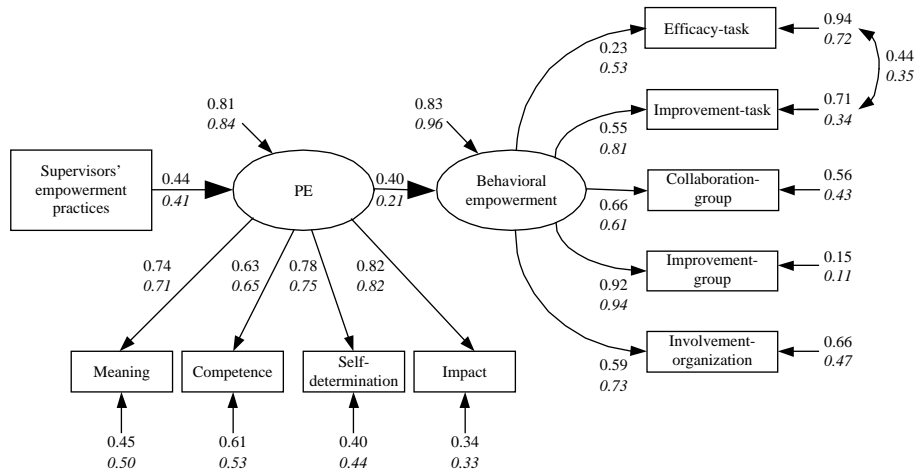 Efficacy-task
0.94
0.72
0.44
0.35
0.23
0.53
0.81
0.84
0.83
0.96
Improvement-task
0.71
0.34
0.55
0.81
Supervisors'
empowerment
practices
0.44
0.41
PE
0.40
0.21
Behavioral
empowerment
Collaboration-
group
0.56
0.43
0.66
0.61
0.74
0.71
0.63
0.65
0.78
0.75
0.82
0.82
Improvement-
group
0.15
0.11
0.92
0.94
Involvement-
organization
0.66
0.47
0.59
0.73
Meaning
Competence
Self-
determination
Impact
0.45
0.50
0.61
0.53
0.40
0.44
0.34
0.33